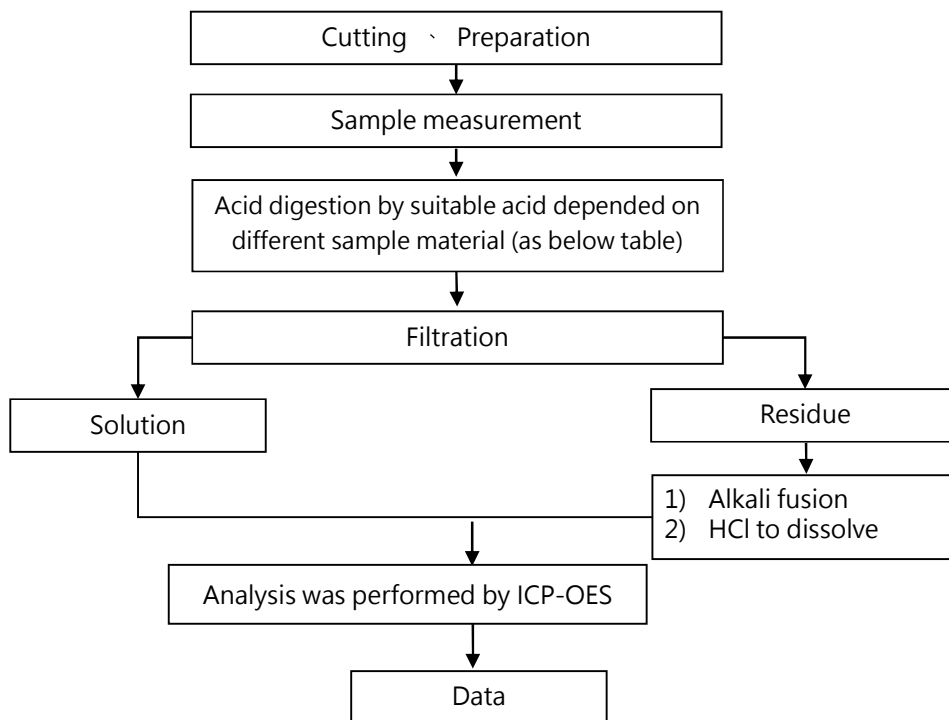 Cutting 、 Preparation
Sample measurement
Acid digestion by suitable acid depended on
different sample material (as below table)
Filtration
Solution
Residue
1) Alkali fusion
2) HCl to dissolve
Analysis was performed by ICP-OES
Data